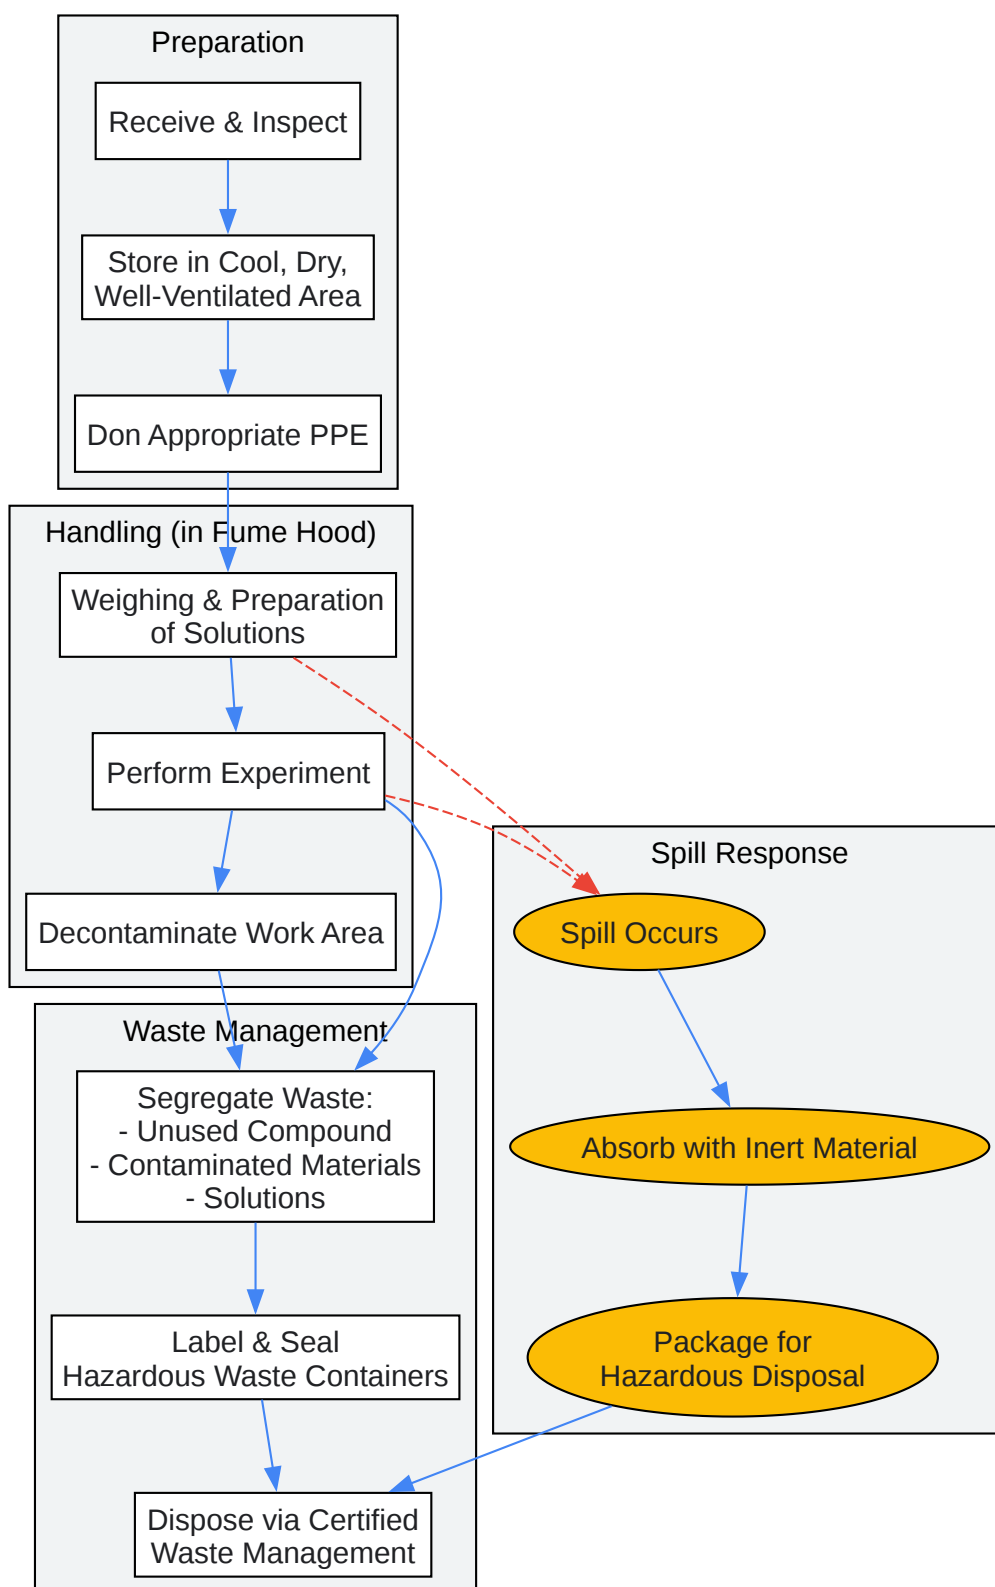 Preparation
Receive & Inspect
Store in Cool, Dry,
Well-Ventilated Area
Don Appropriate PPE
Handling (in Fume Hood)
Weighing & Preparation
of Solutions
Perform Experiment
Decontaminate Work Area
Waste Management
Segregate Waste:
- Unused Compound
- Contaminated Materials
- Solutions
Label & Seal
Hazardous Waste Containers
Dispose via Certified
Waste Management
Spill Response
Spill Occurs
Absorb with Inert Material
Package for
Hazardous Disposal